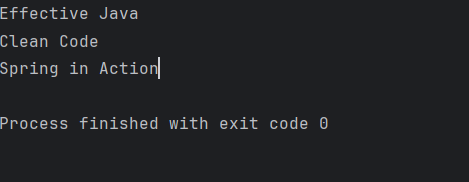 Effective Java
Clean Code
Spring in Action
Process finished with exit code 0